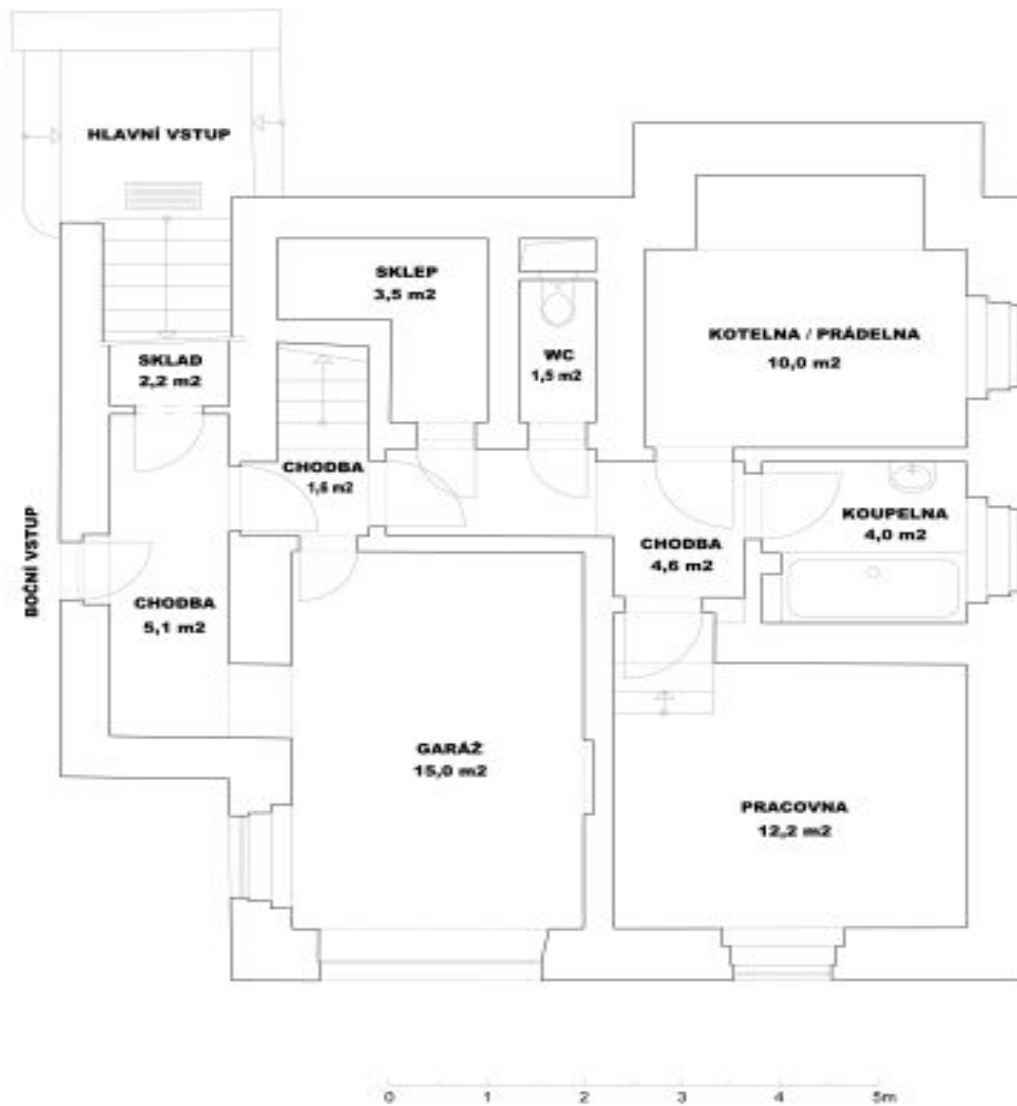 HLAVNÍ VSTUP
SKLEP
3,5 m2
KOTELNA / PRÁDELNA
10,0 m2
SKLAD
2,2 m2
WC
1,5 m2
CHODBA
1,6 m2
KOUPELNA
4,0 m2
CHODBA
4,6 m2
BOČNÍ VSTUP
CHODBA
5,1 m2
GARÁŽ
15,0 m2
PRACOVNA
12,2 m2
0 1 2 3 4 5m